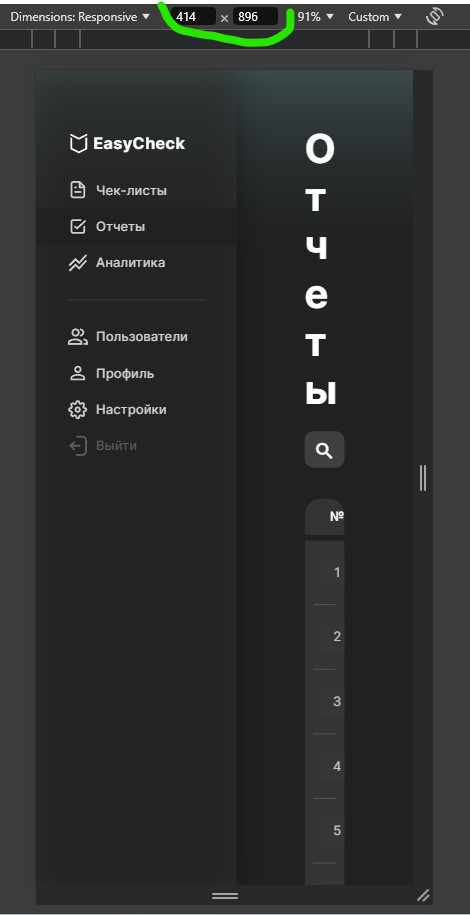 Dimensions: Responsive 414 × 896 91% Custom
EasyCheck
Чек-листы
Отчеты
Аналитика
Пользователи
Профиль
Настройки
Выйти
О
т
ч
е
т
ы
№
1
2
3
4
5